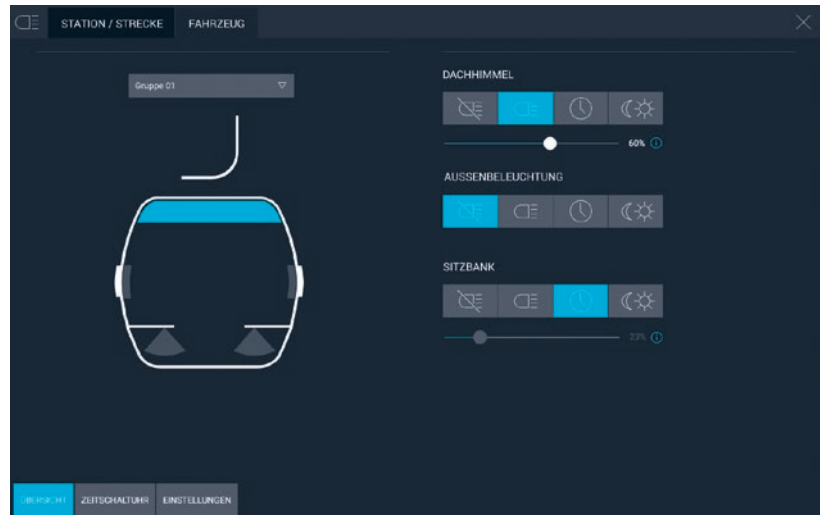 STATION / STRECKE FAHRZEUG
Gruppe 01
DACHHIMMEL
60%
AUSSENBELEUCHTUNG
SITZBANK
23%
ÜBERSICHT ZEITSCHALTUHR EINSTELLUNGEN